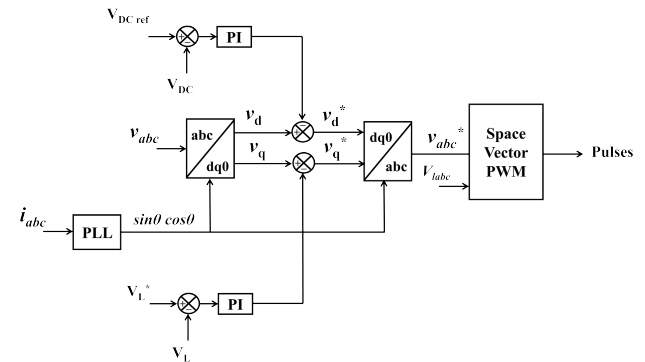 V_DC ref
PI
V_DC
v_abc
abc
dq0
v_d
v_q
v_d*
v_q*
dq0
abc
v_abc*
V_labc
Space
Vector
PWM
Pulses
i_abc
PLL
sinθ cosθ
V_L*
PI
V_L